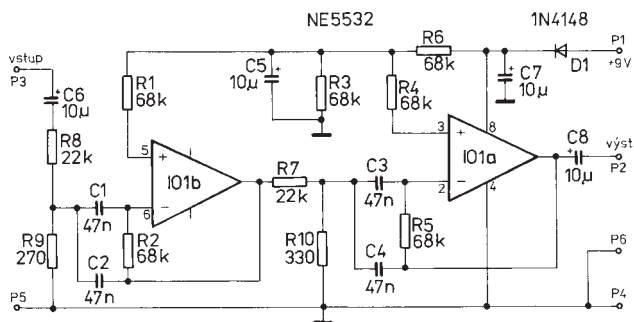 NE5532
1N4148
vstup
P3
C6
10µ
R8
22k
R9
270
P5
R1
68k
C5
10µ
R3
68k
R6
68k
R4
68k
C7
10µ
D1
P1
+9V
5
+
IO1b
6
−
C1
47n
R2
68k
C2
47n
R7
22k
R10
330
C3
47n
R5
68k
C4
47n
3
+
8
IO1a
2
−
4
C8
10µ
výst
P2
P6
P4